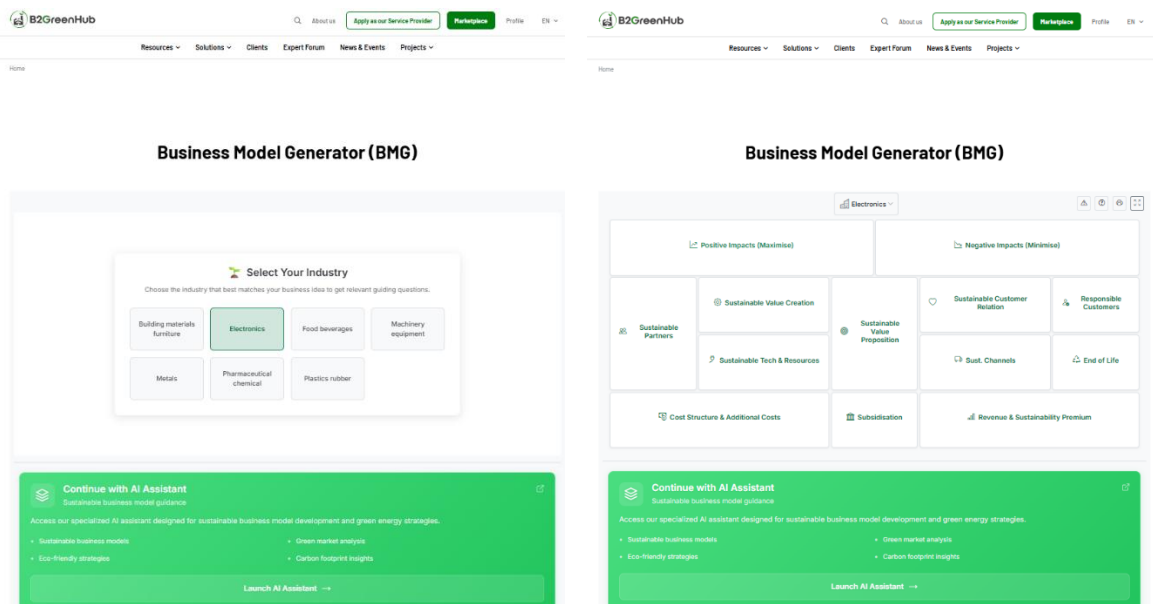 B2GreenHub
About us
Apply as our Service Provider
Marketplace
Profile
EN
Resources
Solutions
Clients
Expert Forum
News & Events
Projects
Home
Business Model Generator (BMG)
Select Your Industry
Choose the industry that best matches your business idea to get relevant guiding questions.
Building materials
furniture
Electronics
Food beverages
Machinery
equipment
Metals
Pharmaceutical
chemical
Plastics rubber
Continue with AI Assistant
Sustainable business model guidance
Access our specialized AI assistant designed for sustainable business model development and green energy strategies.
• Sustainable business models
• Green market analysis
• Eco-friendly strategies
• Carbon footprint insights
Launch AI Assistant →
B2GreenHub
About us
Apply as our Service Provider
Marketplace
Profile
EN
Resources
Solutions
Clients
Expert Forum
News & Events
Projects
Home
Business Model Generator (BMG)
Electronics
Positive Impacts (Maximise)
Negative Impacts (Minimise)
Sustainable
Partners
Sustainable Value Creation
Sustainable Tech & Resources
Sustainable
Value
Proposition
Sustainable Customer
Relation
Sust. Channels
Responsible
Customers
End of Life
Cost Structure & Additional Costs
Subsidisation
Revenue & Sustainability Premium
Continue with AI Assistant
Sustainable business model guidance
Access our specialized AI assistant designed for sustainable business model development and green energy strategies.
• Sustainable business models
• Green market analysis
• Eco-friendly strategies
• Carbon footprint insights
Launch AI Assistant →